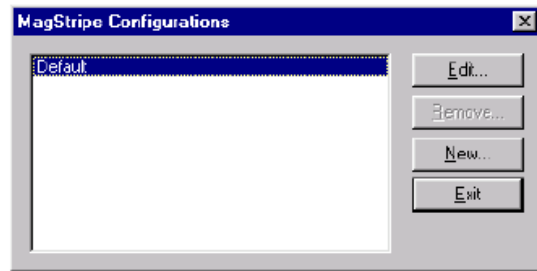 MagStripe Configurations
Default
Edit...
Remove...
New...
Exit